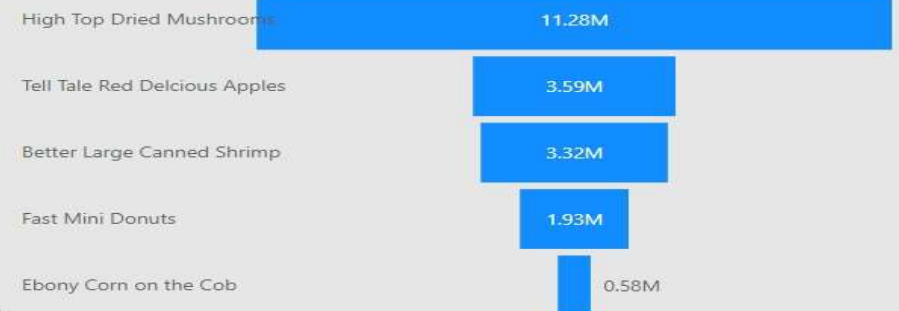 High Top Dried Mushrooms 11.28M
Tell Tale Red Delcious Apples 3.59M
Better Large Canned Shrimp 3.32M
Fast Mini Donuts 1.93M
Ebony Corn on the Cob 0.58M